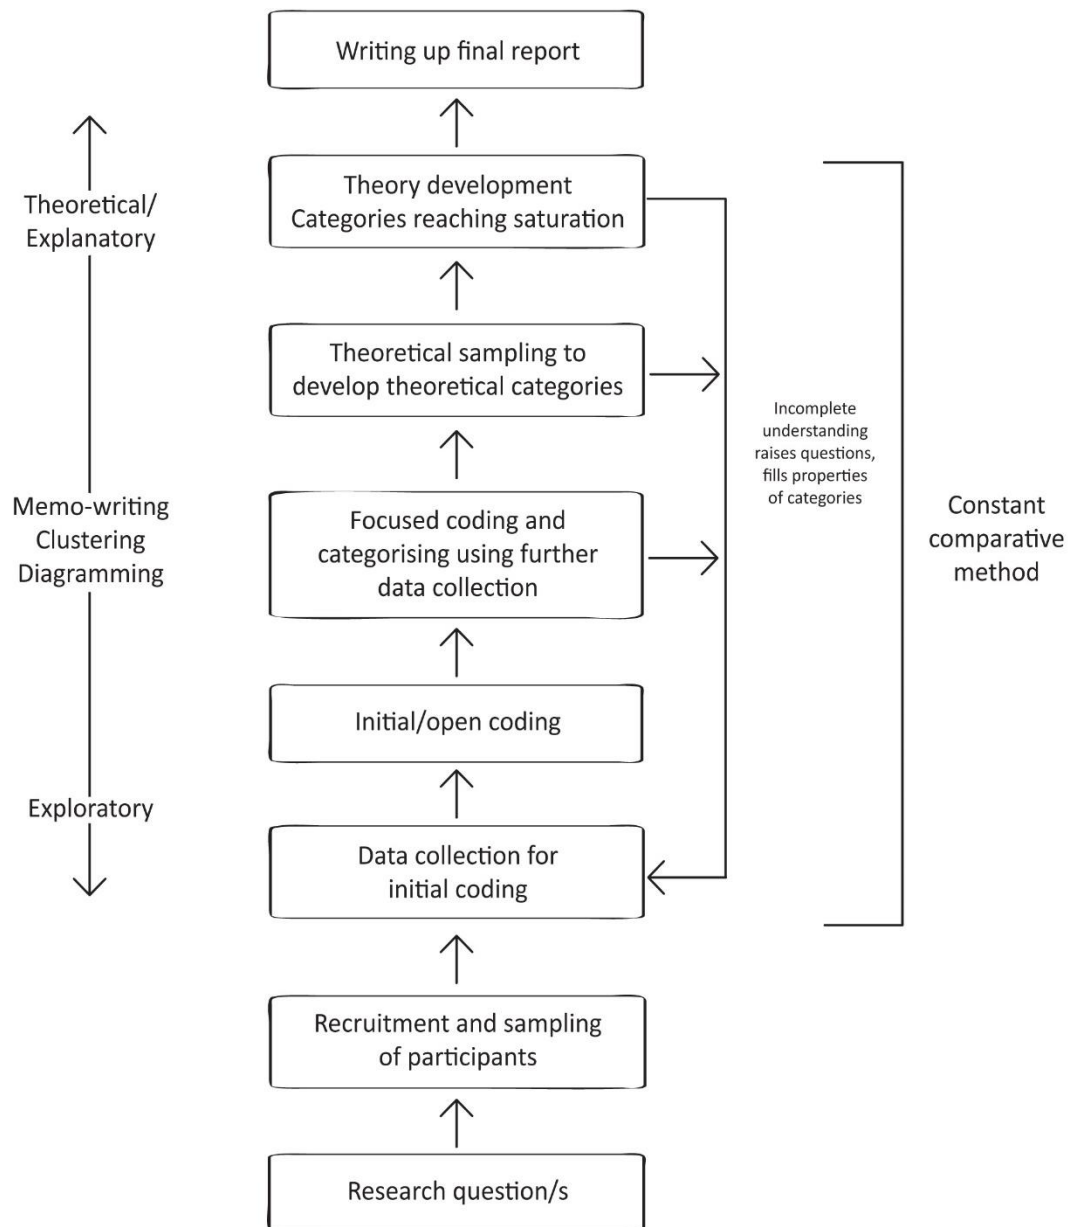 Writing up final report
Theory development
Categories reaching saturation
Theoretical/
Explanatory
Theoretical sampling to
develop theoretical categories
Incomplete
understanding
raises questions,
fills properties
of categories
Memo-writing
Clustering
Diagramming
Focused coding and
categorising using further
data collection
Constant
comparative
method
Initial/open coding
Exploratory
Data collection for
initial coding
Recruitment and sampling
of participants
Research question/s